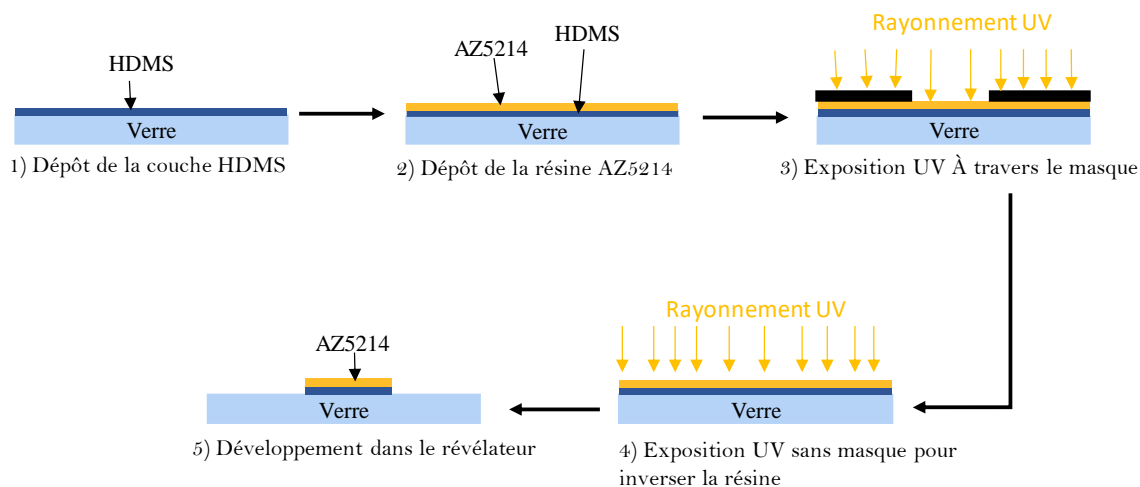 HDMS
Verre
1) Dépôt de la couche HDMS
AZ5214
HDMS
Verre
2) Dépôt de la résine AZ5214
Rayonnement UV
Verre
3) Exposition UV À travers le masque
Rayonnement UV
Verre
4) Exposition UV sans masque pour
inverser la résine
AZ5214
Verre
5) Développement dans le révélateur